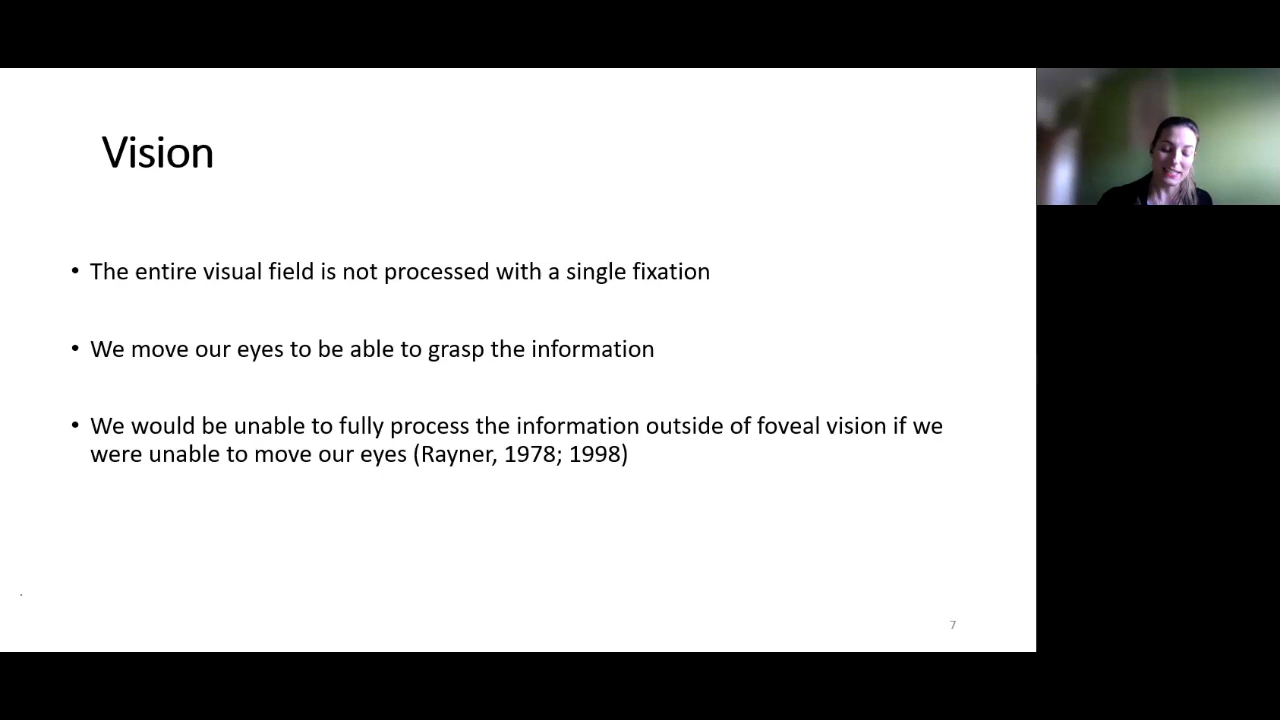 Vision
• The entire visual field is not processed with a single fixation
• We move our eyes to be able to grasp the information
• We would be unable to fully process the information outside of foveal vision if we
were unable to move our eyes (Rayner, 1978; 1998)
.
7